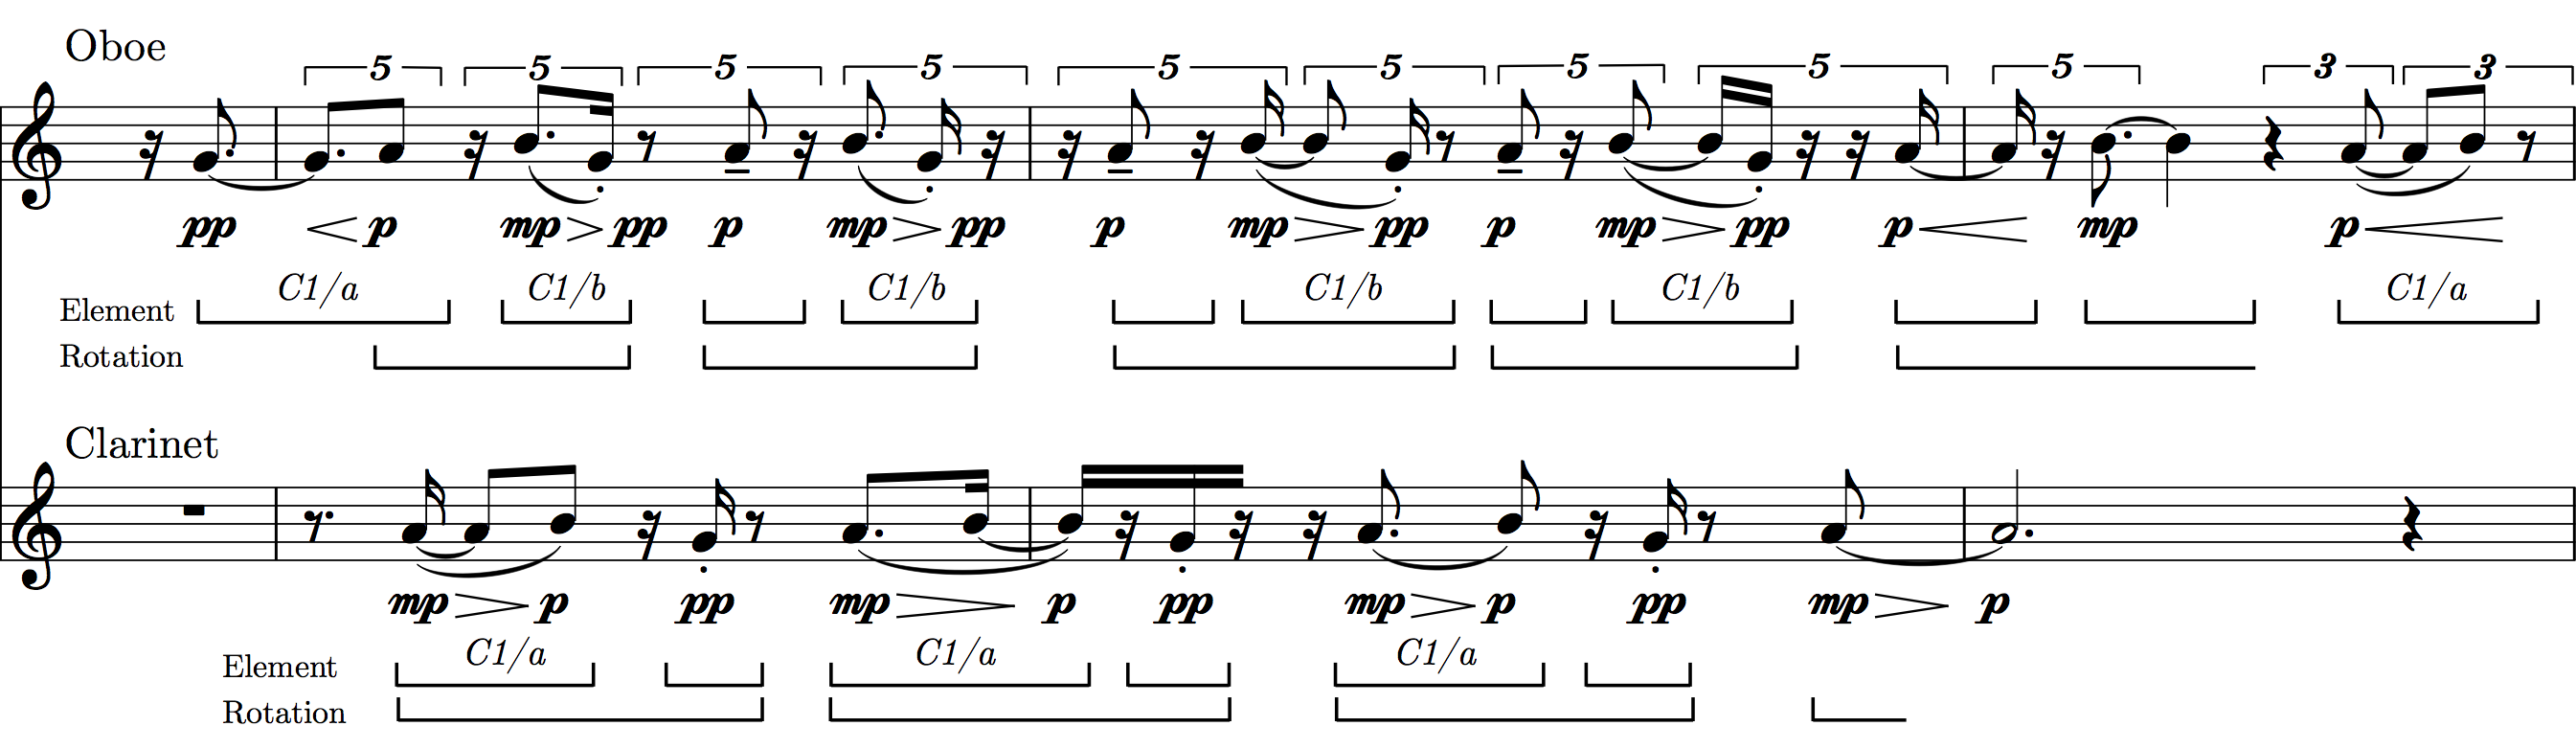 Oboe
5 5 5 5 5 5 5 5 5 3 3
pp p mp pp p mp pp p mp pp p mp pp p mp p
C1/a C1/b C1/b C1/b C1/b C1/a
Element
Rotation
Clarinet
mp p pp mp p pp mp p pp mp p
C1/a C1/a C1/a
Element
Rotation